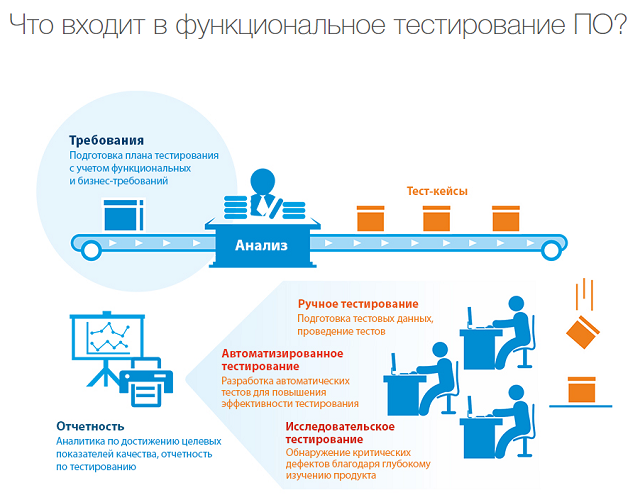 Что входит в функциональное тестирование ПО?
Требования
Подготовка плана тестирования
с учетом функциональных
и бизнес-требований
Тест-кейсы
Анализ
Ручное тестирование
Подготовка тестовых данных,
проведение тестов
Автоматизированное
тестирование
Разработка автоматических
тестов для повышения
эффективности тестирования
Исследовательское
тестирование
Обнаружение критических
дефектов благодаря глубокому
изучению продукта
Отчетность
Аналитика по достижению целевых
показателей качества, отчетность
по тестированию